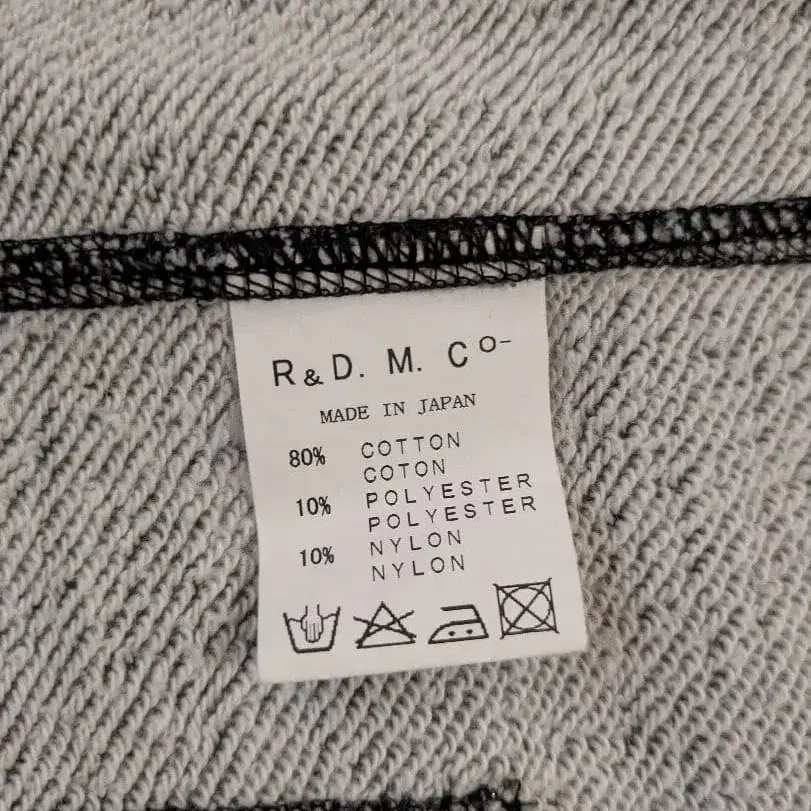 R & D. M. Co-
MADE IN JAPAN
80% COTTON
COTON
10% POLYESTER
POLYESTER
10% NYLON
NYLON